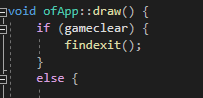 void ofApp::draw() {
    if (gameclear) {
        findexit();
    }
    else {